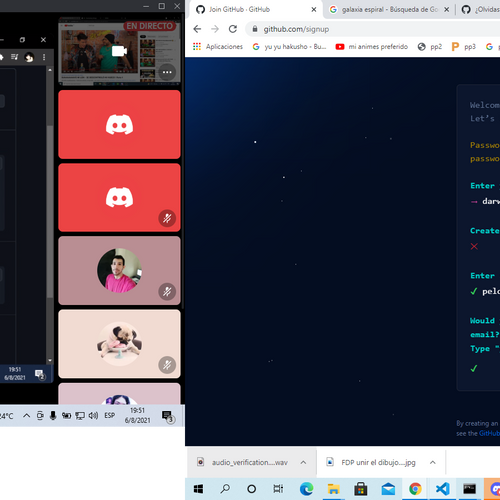 EN DIRECTO
19:51
6/8/2021
2
24°C
ESP
19:51
6/8/2021
3
Join GitHub · GitHub
galaxia espiral - Búsqueda de Go
¿Olvidas
github.com/signup
Aplicaciones
yu yu hakusho - Bu...
mi animes preferido
pp2
pp3
Welcom
Let's
Passwo
passwo
Enter
→ darw
Create
Enter
✓ pelo
Would
email?
Type "
✓
By creating an
see the GitHub
audio_verification....wav
FDP unir el dibujo....jpg